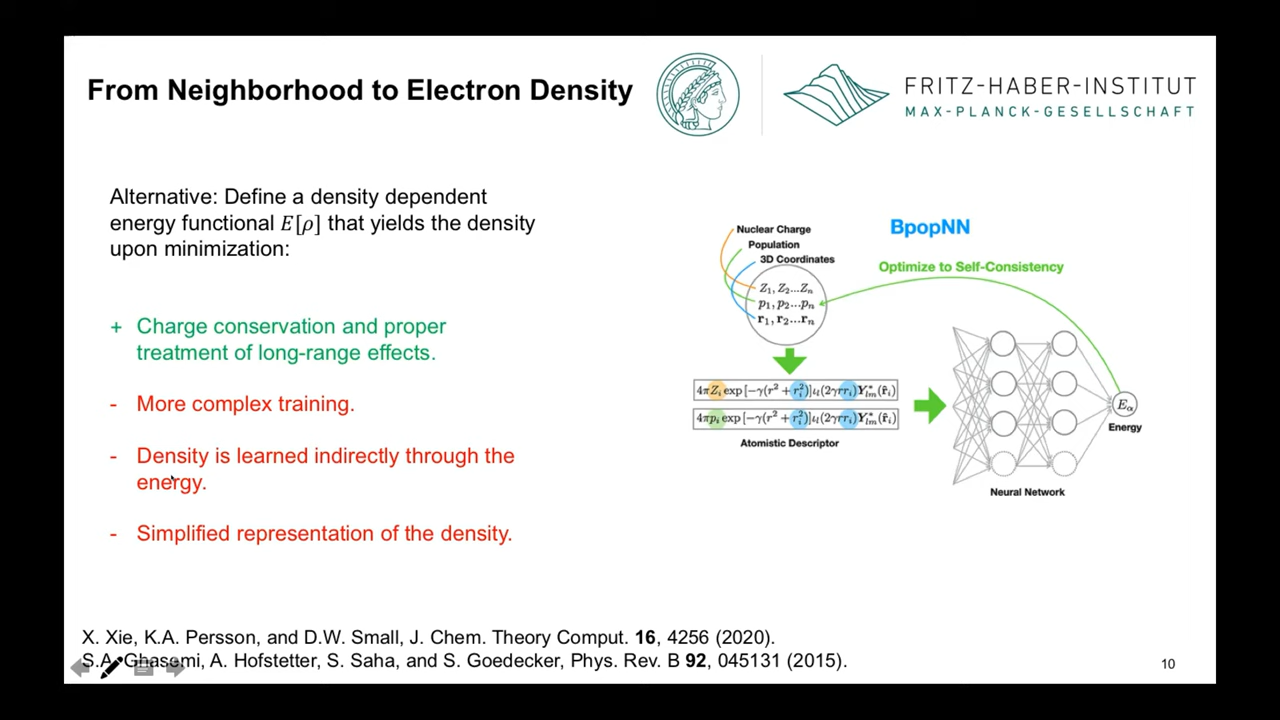 From Neighborhood to Electron Density
FRITZ-HABER-INSTITUT
MAX-PLANCK-GESELLSCHAFT
Alternative: Define a density dependent
energy functional E[ρ] that yields the density
upon minimization:
+ Charge conservation and proper
treatment of long-range effects.
- More complex training.
- Density is learned indirectly through the
energy.
- Simplified representation of the density.
BpopNN
Nuclear Charge
Population
3D Coordinates
Optimize to Self-Consistency
Z₁, Z₂...Zₙ
p₁, p₂...pₙ
r₁, r₂...rₙ
4πZᵢ exp [−γ(r² + rᵢ²)]ιₗ(2γrrᵢ)Y*ₗₘ(r̂ᵢ)
4πpᵢ exp [−γ(r² + rᵢ²)]ιₗ(2γrrᵢ)Y*ₗₘ(r̂ᵢ)
Atomistic Descriptor
Eα
Energy
Neural Network
X. Xie, K.A. Persson, and D.W. Small, J. Chem. Theory Comput. 16, 4256 (2020).
S.A. Ghasemi, A. Hofstetter, S. Saha, and S. Goedecker, Phys. Rev. B 92, 045131 (2015).
10